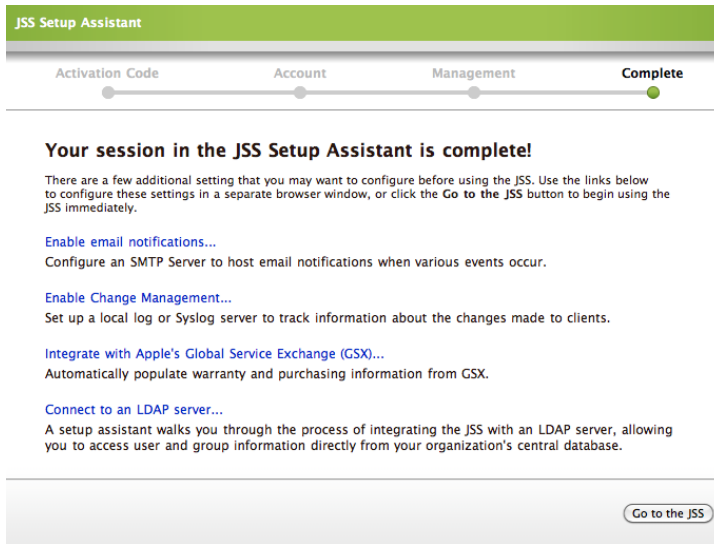 JSS Setup Assistant
Activation Code Account Management Complete
Your session in the JSS Setup Assistant is complete!
There are a few additional setting that you may want to configure before using the JSS. Use the links below
to configure these settings in a separate browser window, or click the Go to the JSS button to begin using the
JSS immediately.
Enable email notifications...
Configure an SMTP Server to host email notifications when various events occur.
Enable Change Management...
Set up a local log or Syslog server to track information about the changes made to clients.
Integrate with Apple's Global Service Exchange (GSX)...
Automatically populate warranty and purchasing information from GSX.
Connect to an LDAP server...
A setup assistant walks you through the process of integrating the JSS with an LDAP server, allowing
you to access user and group information directly from your organization's central database.
Go to the JSS